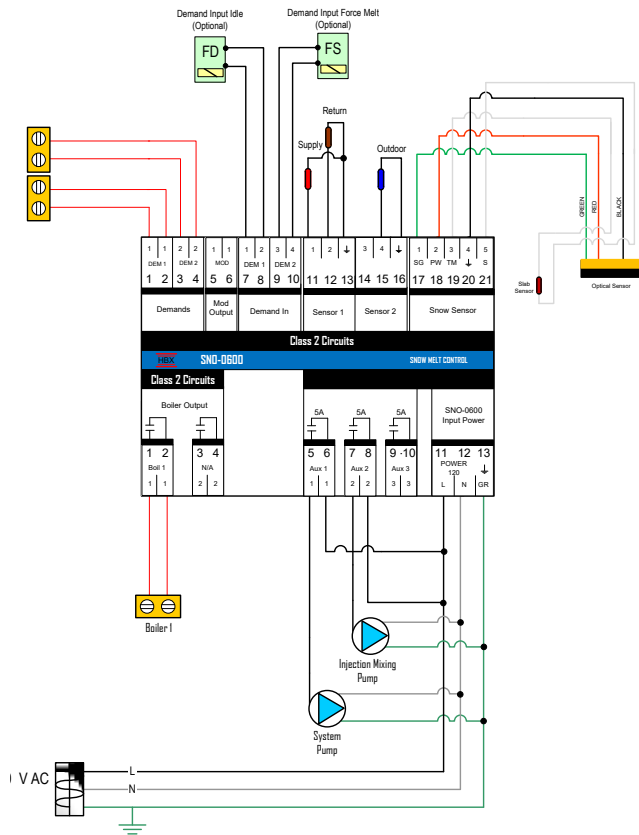 Demand Input Idle
(Optional)
Demand Input Force Melt
(Optional)
FD
FS
Return
Supply
Outdoor
GREEN
RED
BLACK
Slab
Sensor
Optical Sensor
1 1 2 2 1 1 1 2 3 4 1 2 3 4 1 2 3 4 5
DEM 1 DEM 2 MOD DEM 1 DEM 2 SG PW TM S
1 2 3 4 5 6 7 8 9 10 11 12 13 14 15 16 17 18 19 20 21
Demands
Mod
Output
Demand In
Sensor 1
Sensor 2
Snow Sensor
Class 2 Circuits
HBX SNO-0600 SNOW MELT CONTROL
Class 2 Circuits
Boiler Output
5A 5A 5A
SNO-0600
Input Power
1 2 3 4 5 6 7 8 9 10 11 12 13
Boil 1 N/A Aux 1 Aux 2 Aux 3 POWER
120
1 1 2 2 1 1 2 2 3 3 L N GR
Boiler 1
Injection Mixing
Pump
System
Pump
V AC
L
N